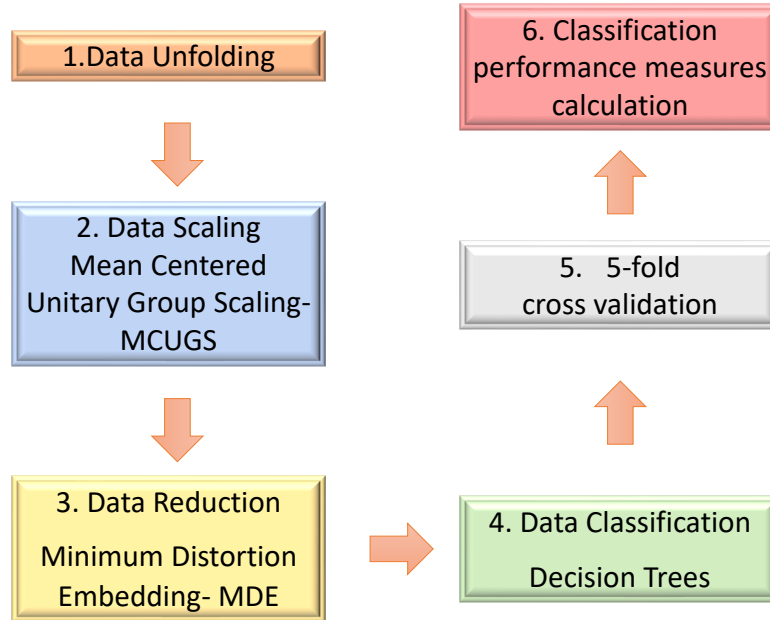 1.Data Unfolding
2. Data Scaling
Mean Centered
Unitary Group Scaling-
MCUGS
3. Data Reduction
Minimum Distortion
Embedding- MDE
4. Data Classification
Decision Trees
5. 5-fold
cross validation
6. Classification
performance measures
calculation